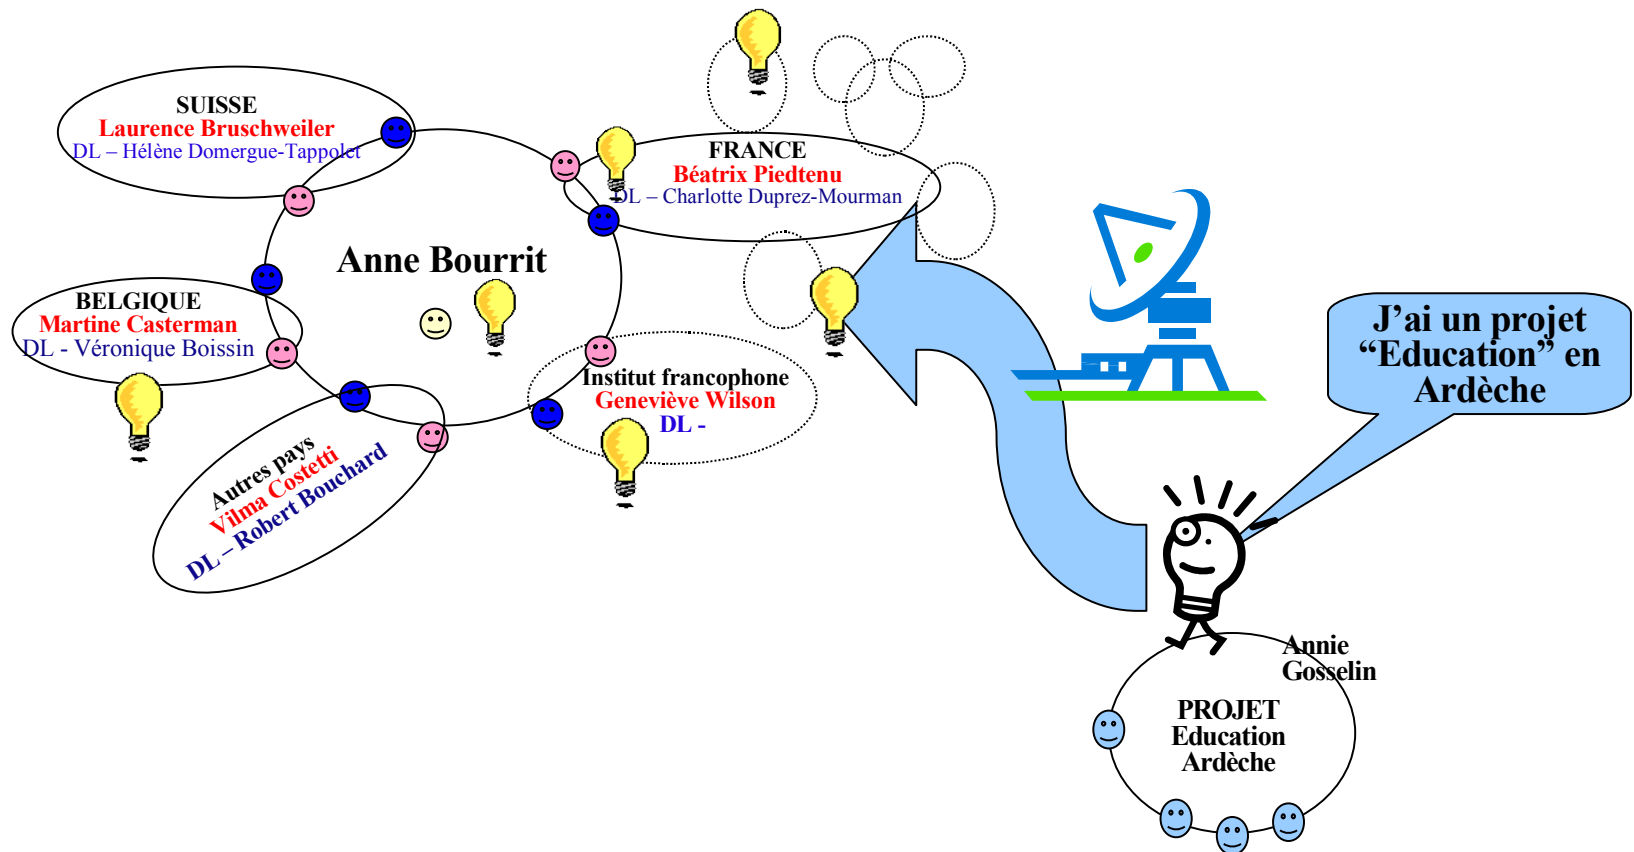 SUISSE
Laurence Bruschweiler
DL – Hélène Domergue-Tappolet
FRANCE
Béatrix Piedtenu
DL – Charlotte Duprez-Mourman
Anne Bourrit
BELGIQUE
Martine Casterman
DL - Véronique Boissin
Institut francophone
Geneviève Wilson
DL -
Autres pays
Vilma Costetti
DL – Robert Bouchard
J’ai un projet
“Education” en
Ardèche
Annie
Gosselin
PROJET
Education
Ardèche